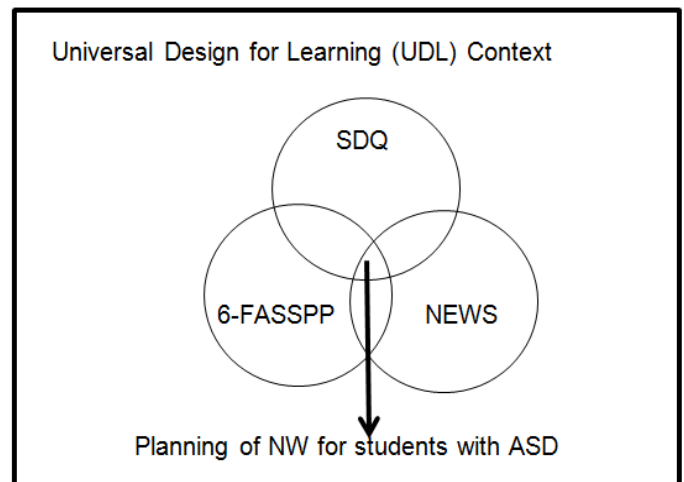 Universal Design for Learning (UDL) Context
SDQ
6-FASSPP
NEWS
Planning of NW for students with ASD